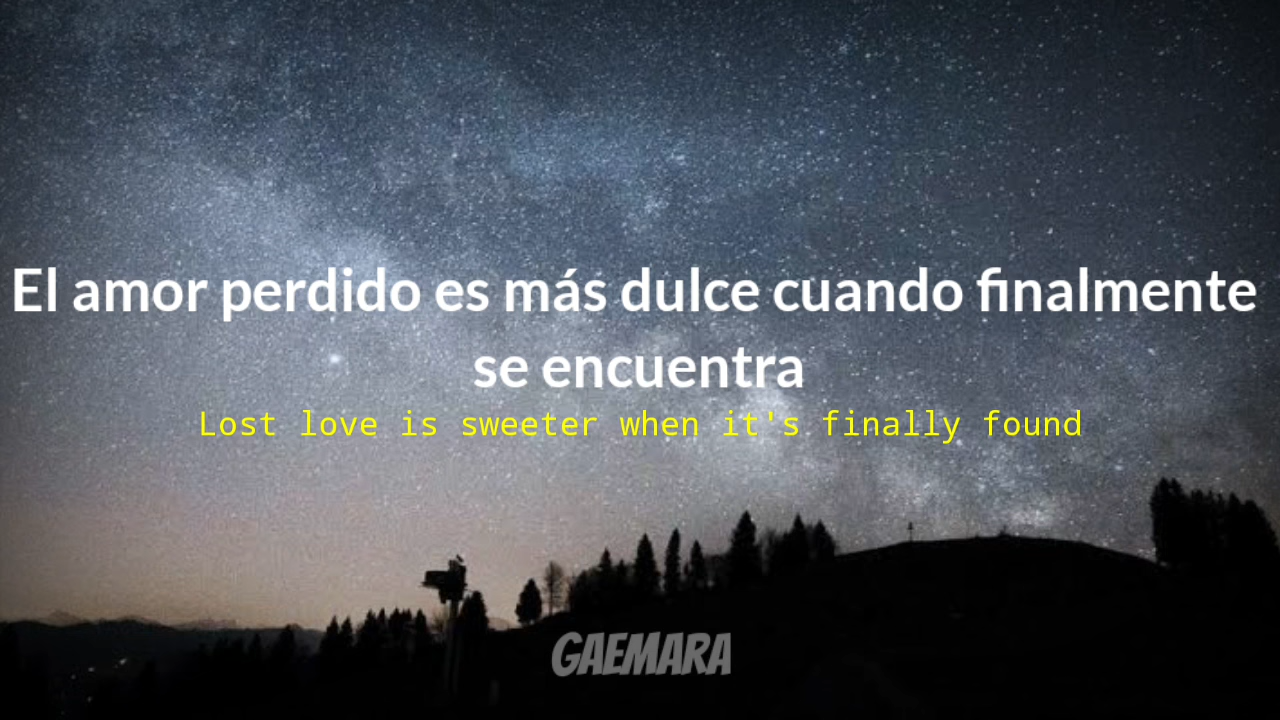 El amor perdido es más dulce cuando finalmente
se encuentra
Lost love is sweeter when it's finally found
GAEMARA